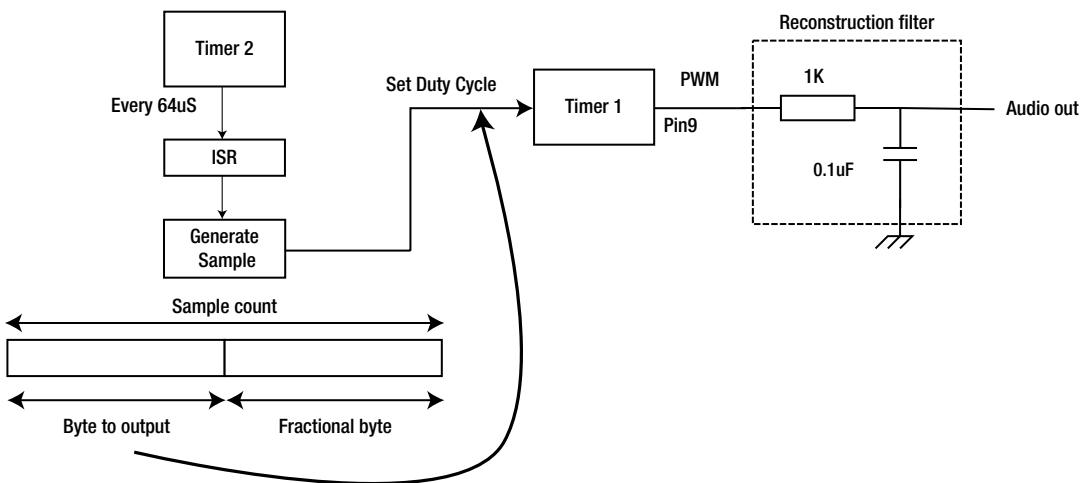 Reconstruction filter
Timer 2
Every 64uS
ISR
Generate
Sample
Set Duty Cycle
Timer 1
PWM
Pin9
1K
0.1uF
Audio out
Sample count
Byte to output
Fractional byte